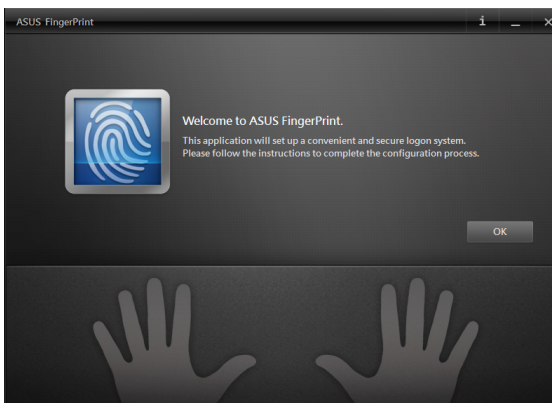 ASUS FingerPrint
i
Welcome to ASUS FingerPrint.
This application will set up a convenient and secure logon system.
Please follow the instructions to complete the configuration process.
OK